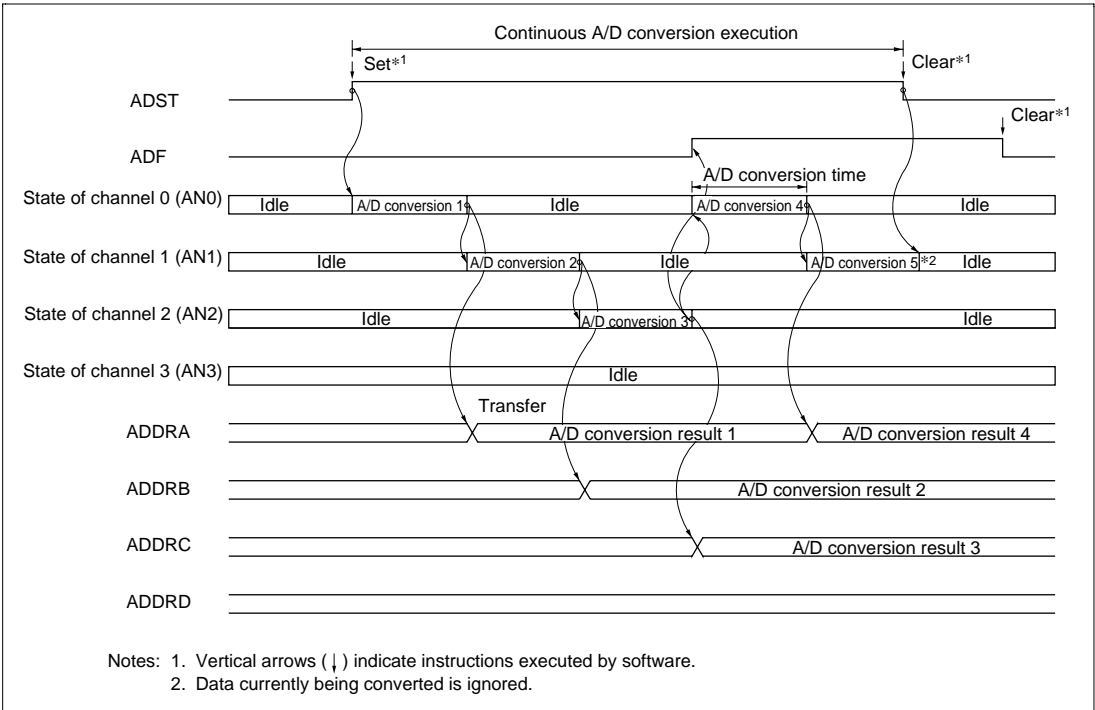 Continuous A/D conversion execution
Set*1
Clear*1
ADST
Clear*1
ADF
A/D conversion time
State of channel 0 (AN0)
Idle
A/D conversion 1
Idle
A/D conversion 4
Idle
State of channel 1 (AN1)
Idle
A/D conversion 2
Idle
A/D conversion 5
*2
Idle
State of channel 2 (AN2)
Idle
A/D conversion 3
Idle
State of channel 3 (AN3)
Idle
Transfer
ADDRA
A/D conversion result 1
A/D conversion result 4
ADDRB
A/D conversion result 2
ADDRC
A/D conversion result 3
ADDRD
Notes: 1. Vertical arrows (↓) indicate instructions executed by software.
2. Data currently being converted is ignored.